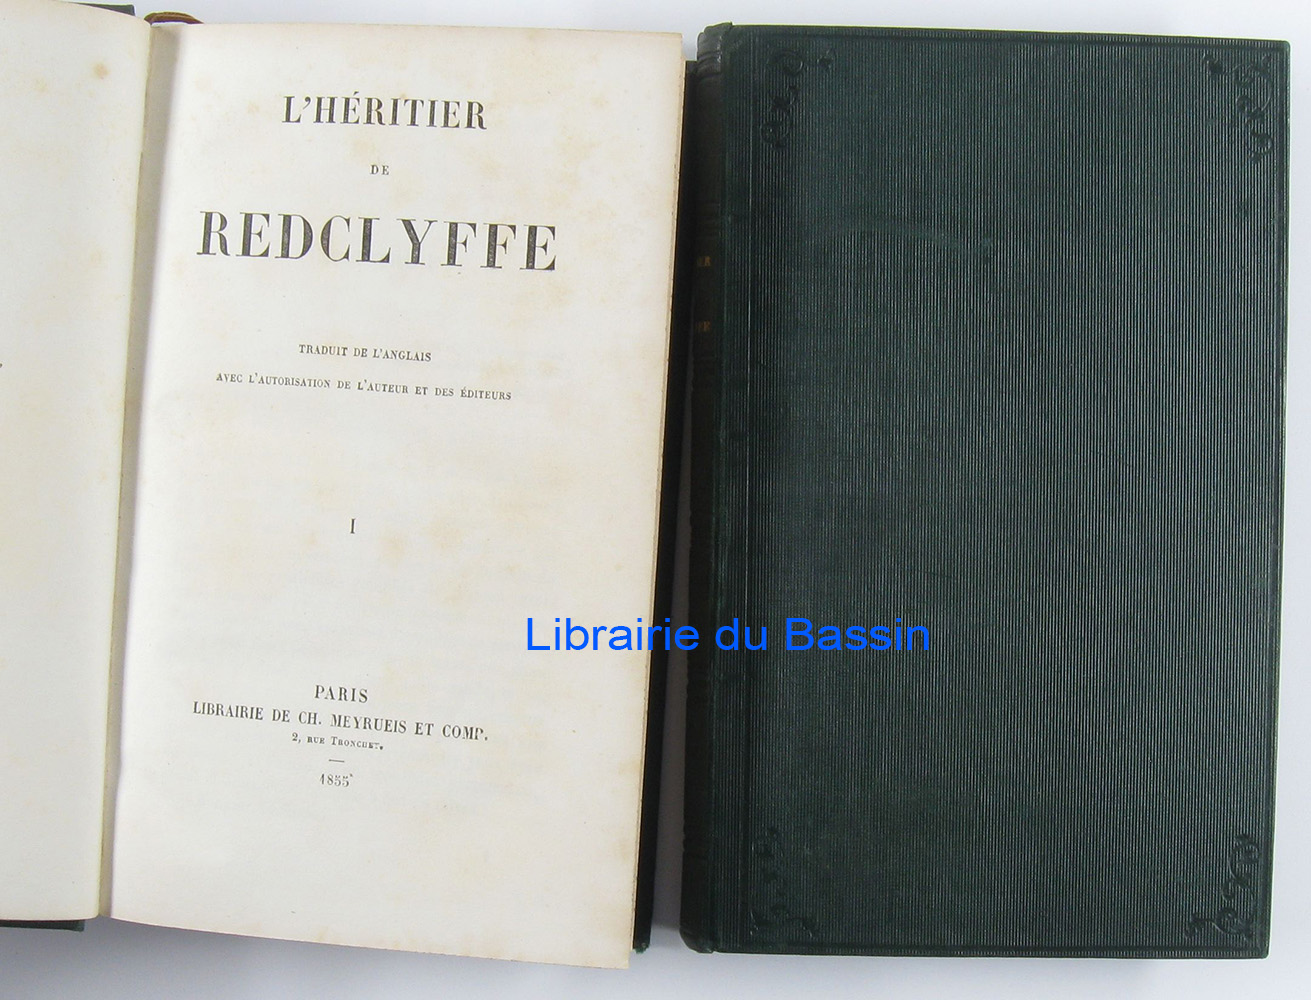 L'HÉRITIER
DE
REDCLYFFE
TRADUIT DE L'ANGLAIS
AVEC L'AUTORISATION DE L'AUTEUR ET DES ÉDITEURS
I
PARIS
LIBRAIRIE DE CH. MEYRUEIS ET COMP.
2, RUE TRONCHET.
1855
Librairie du Bassin